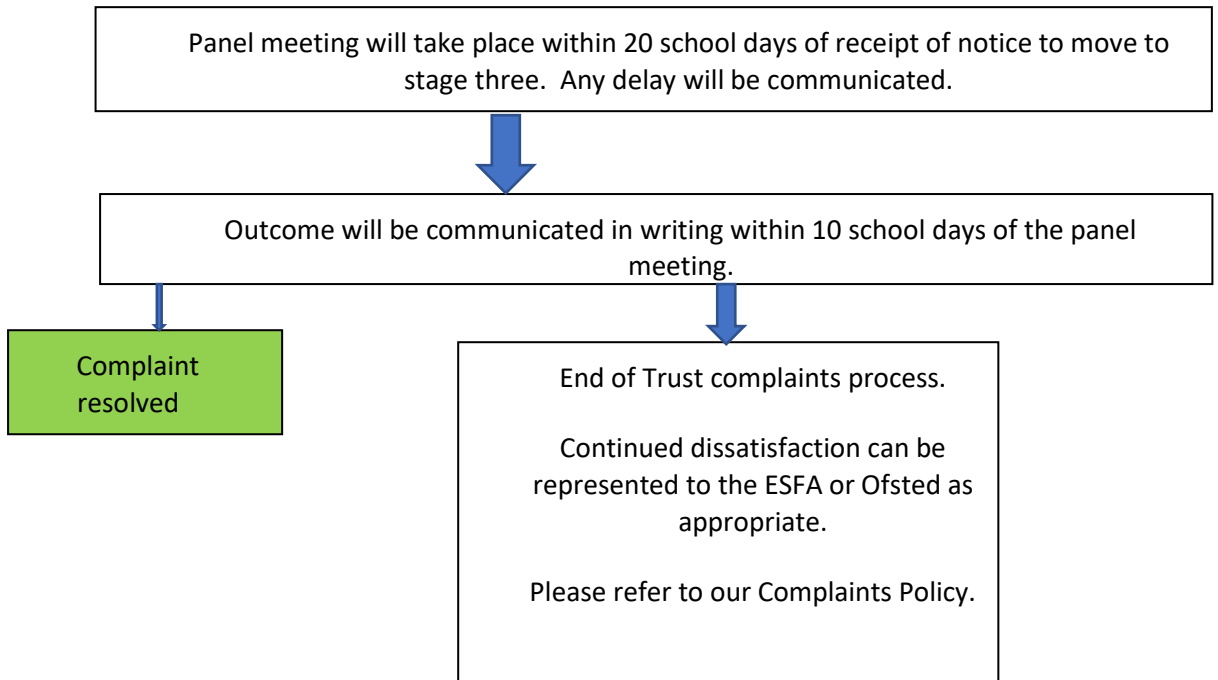 Panel meeting will take place within 20 school days of receipt of notice to move to
stage three.  Any delay will be communicated.
Outcome will be communicated in writing within 10 school days of the panel
meeting.
Complaint
resolved
End of Trust complaints process.
Continued dissatisfaction can be
represented to the ESFA or Ofsted as
appropriate.
Please refer to our Complaints Policy.